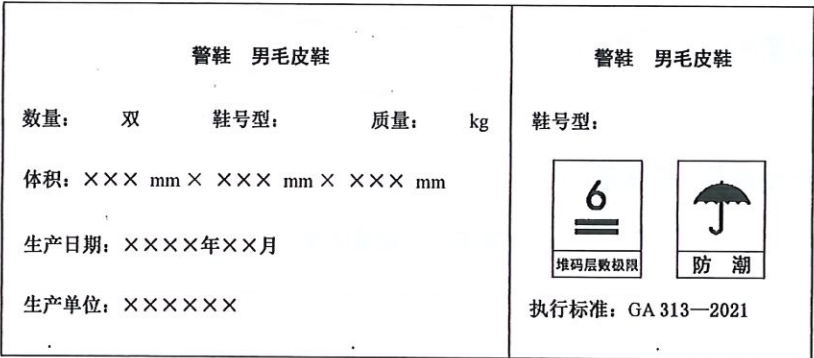 警鞋 男毛皮鞋
数量： 双 鞋号型： 质量： kg
体积：××× mm× ××× mm× ××× mm
生产日期：××××年××月
生产单位：××××××
警鞋 男毛皮鞋
鞋号型：
6
堆码层数极限
防 潮
执行标准：GA 313—2021